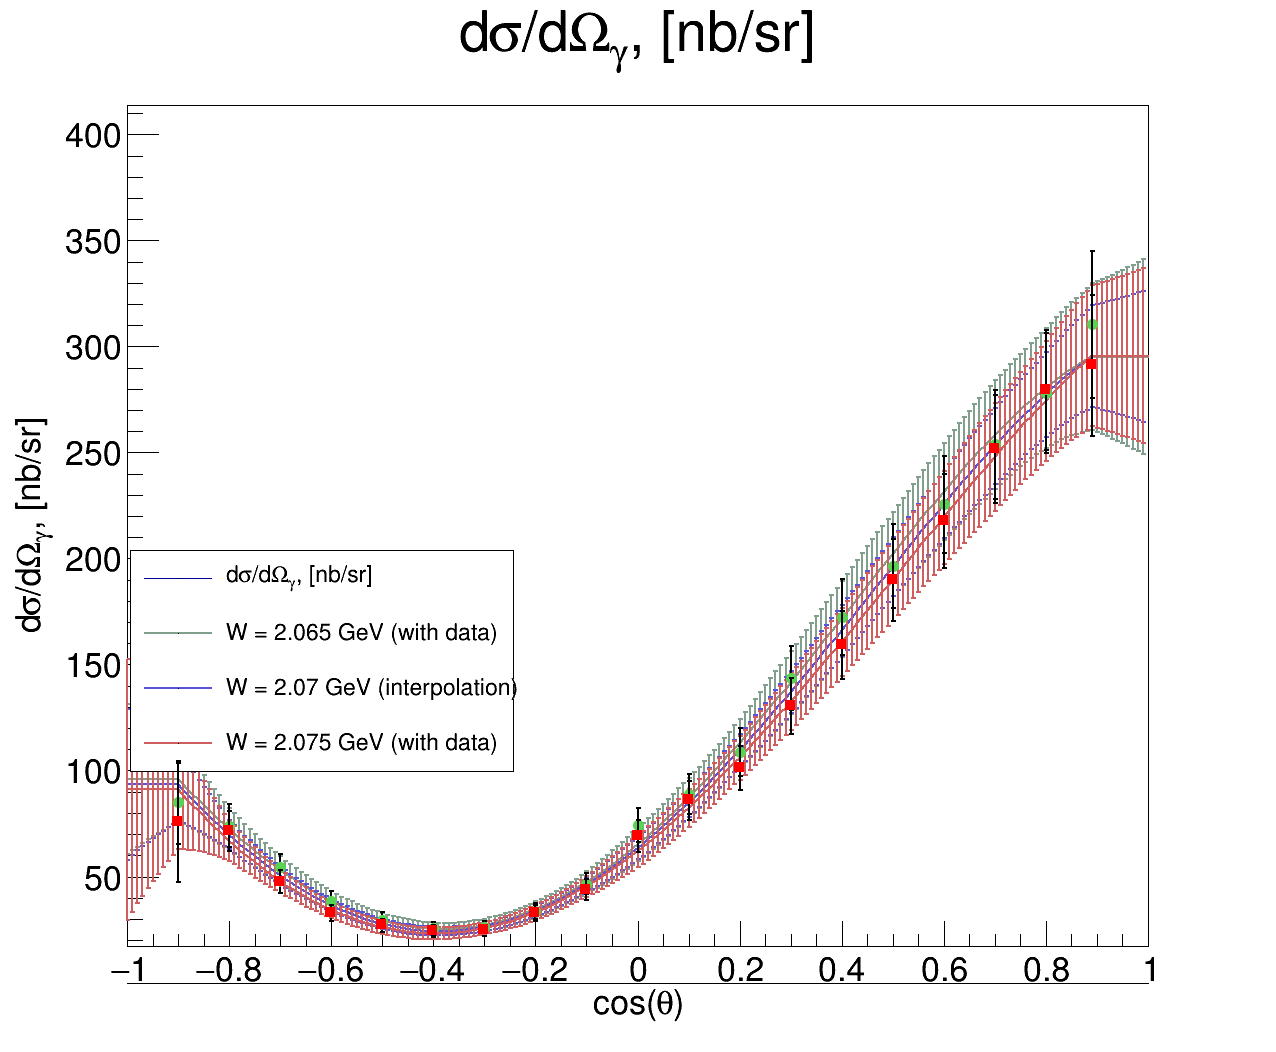 dσ/dΩγ, [nb/sr]
400
350
300
250
200
150
100
50
dσ/dΩγ, [nb/sr]
dσ/dΩγ, [nb/sr]
W = 2.065 GeV (with data)
W = 2.07 GeV (interpolation)
W = 2.075 GeV (with data)
−1 −0.8 −0.6 −0.4 −0.2 0 0.2 0.4 0.6 0.8 1
cos(θ)